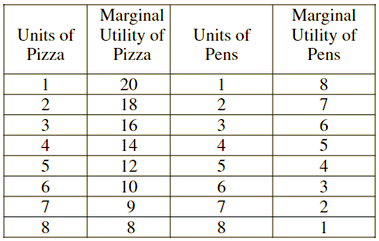 Units of Pizza Marginal Utility of Pizza Units of Pens Marginal Utility of Pens
1 20 1 8
2 18 2 7
3 16 3 6
4 14 4 5
5 12 5 4
6 10 6 3
7 9 7 2
8 8 8 1